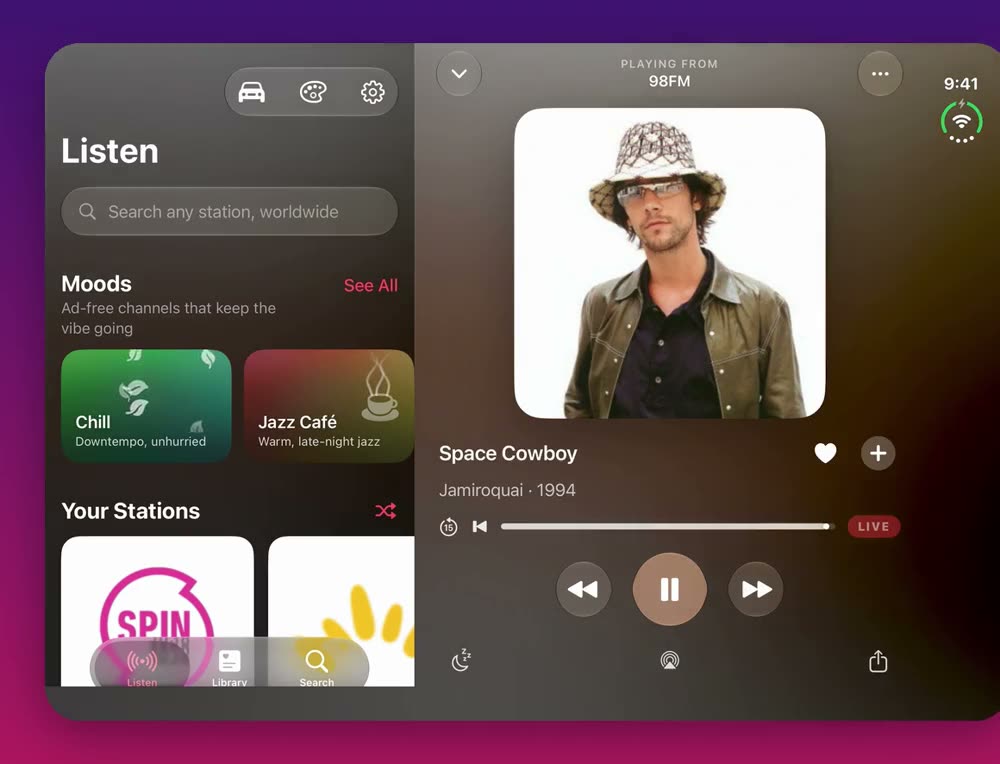 Listen
Search any station, worldwide
Moods
See All
Ad-free channels that keep the
vibe going
Chill
Downtempo, unhurried
Jazz Café
Warm, late-night jazz
Your Stations
SPIN
Listen
Library
Search
PLAYING FROM
98FM
9:41
Space Cowboy
Jamiroquai · 1994
15
LIVE
zzz